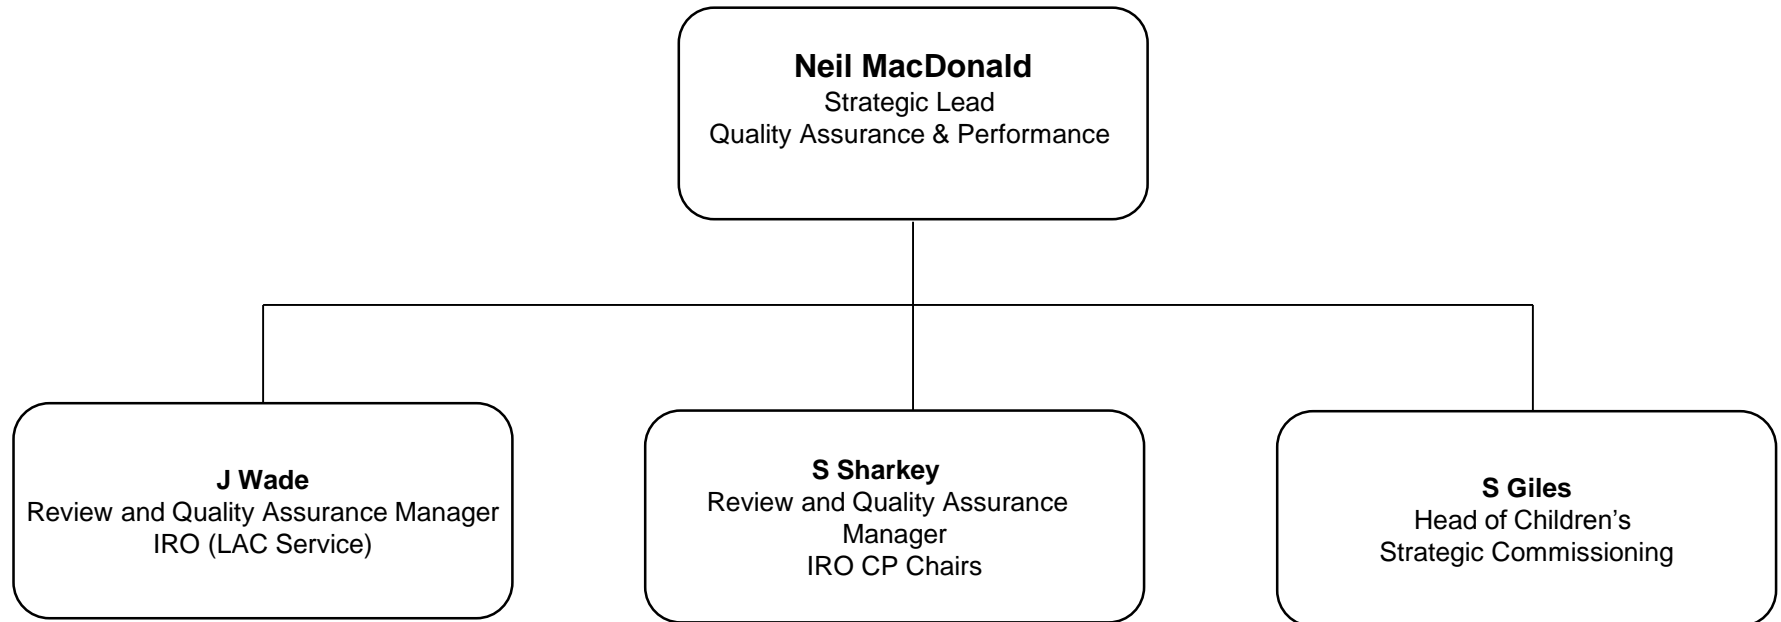 Neil MacDonald
Strategic Lead
Quality Assurance & Performance
J Wade
Review and Quality Assurance Manager
IRO (LAC Service)
S Sharkey
Review and Quality Assurance
Manager
IRO CP Chairs
S Giles
Head of Children’s
Strategic Commissioning